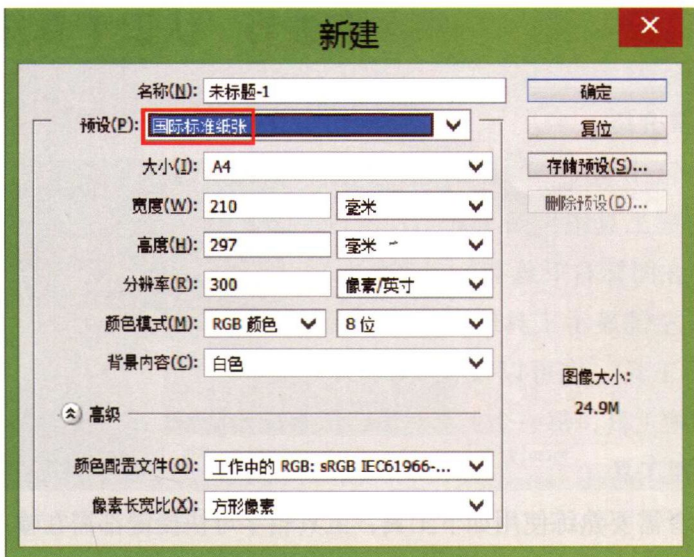 新建
名称(N): 未标题-1
确定
预设(P): 国际标准纸张
复位
大小(I): A4
存储预设(S)...
宽度(W): 210 毫米
删除预设(D)...
高度(H): 297 毫米
分辨率(R): 300 像素/英寸
颜色模式(M): RGB 颜色 8 位
背景内容(C): 白色
图像大小:
24.9M
高级
颜色配置文件(O): 工作中的 RGB: sRGB IEC61966-...
像素长宽比(X): 方形像素